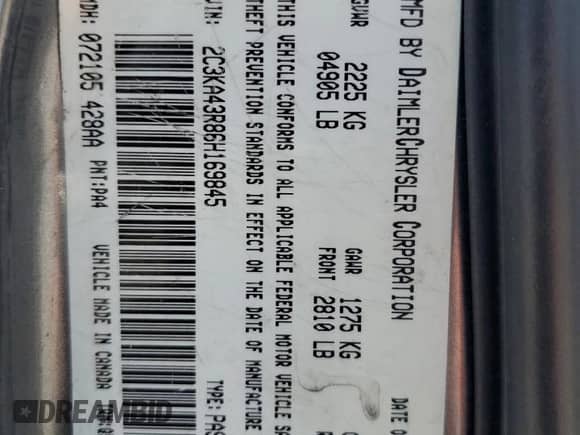 MFD BY DAIMLERCHRYSLER CORPORATION
DATE O
GVWR 2225 KG
04905 LB
GAWR 1275 KG
FRONT 2810 LB
THIS VEHICLE CONFORMS TO ALL APPLICABLE FEDERAL MOTOR VEHICLE SA
THEFT PREVENTION STANDARDS IN EFFECT ON THE DATE OF MANUFACTURE
VIN: 2C3KA43R86H169845
TYPE: PAS
MDH: 072105 428AA PNT:PA4
VEHICLE MADE IN CANADA
DREAMBID